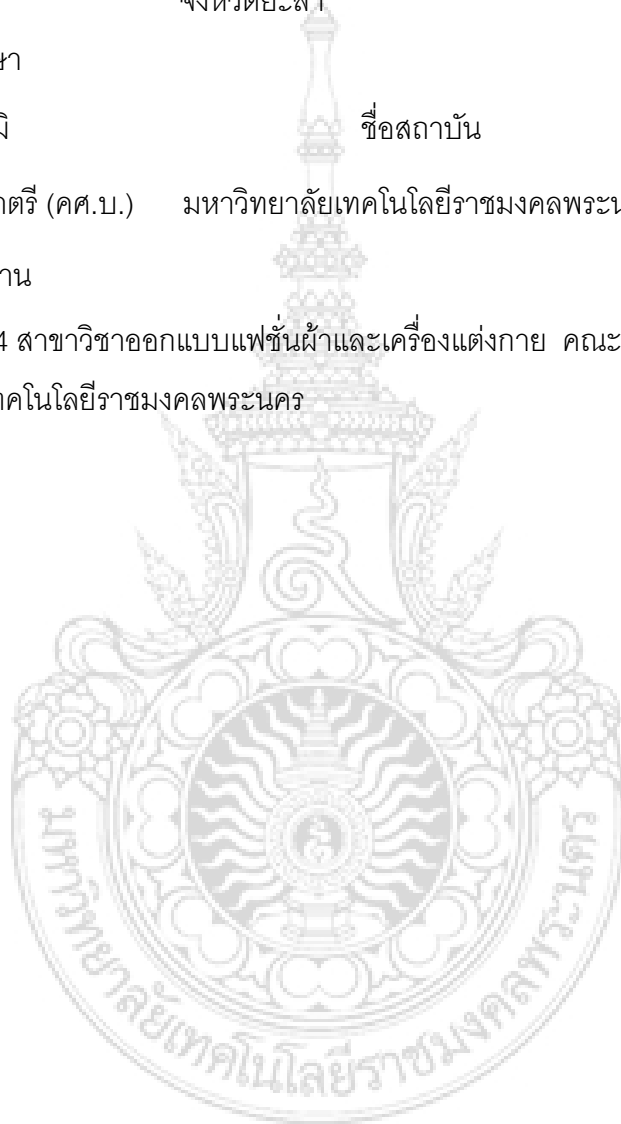 จังหวัดยะลา
ษา
มิ ชื่อสถาบัน
าตรี (คศ.บ.) มหาวิทยาลัยเทคโนโลยีราชมงคลพระน
าน
4 สาขาวิชาออกแบบแฟชั่นผ้าและเครื่องแต่งกาย คณะ
ทคโนโลยีราชมงคลพระนคร
มหาวิทยาลัยเทคโนโลยีราชมงคลพระนคร